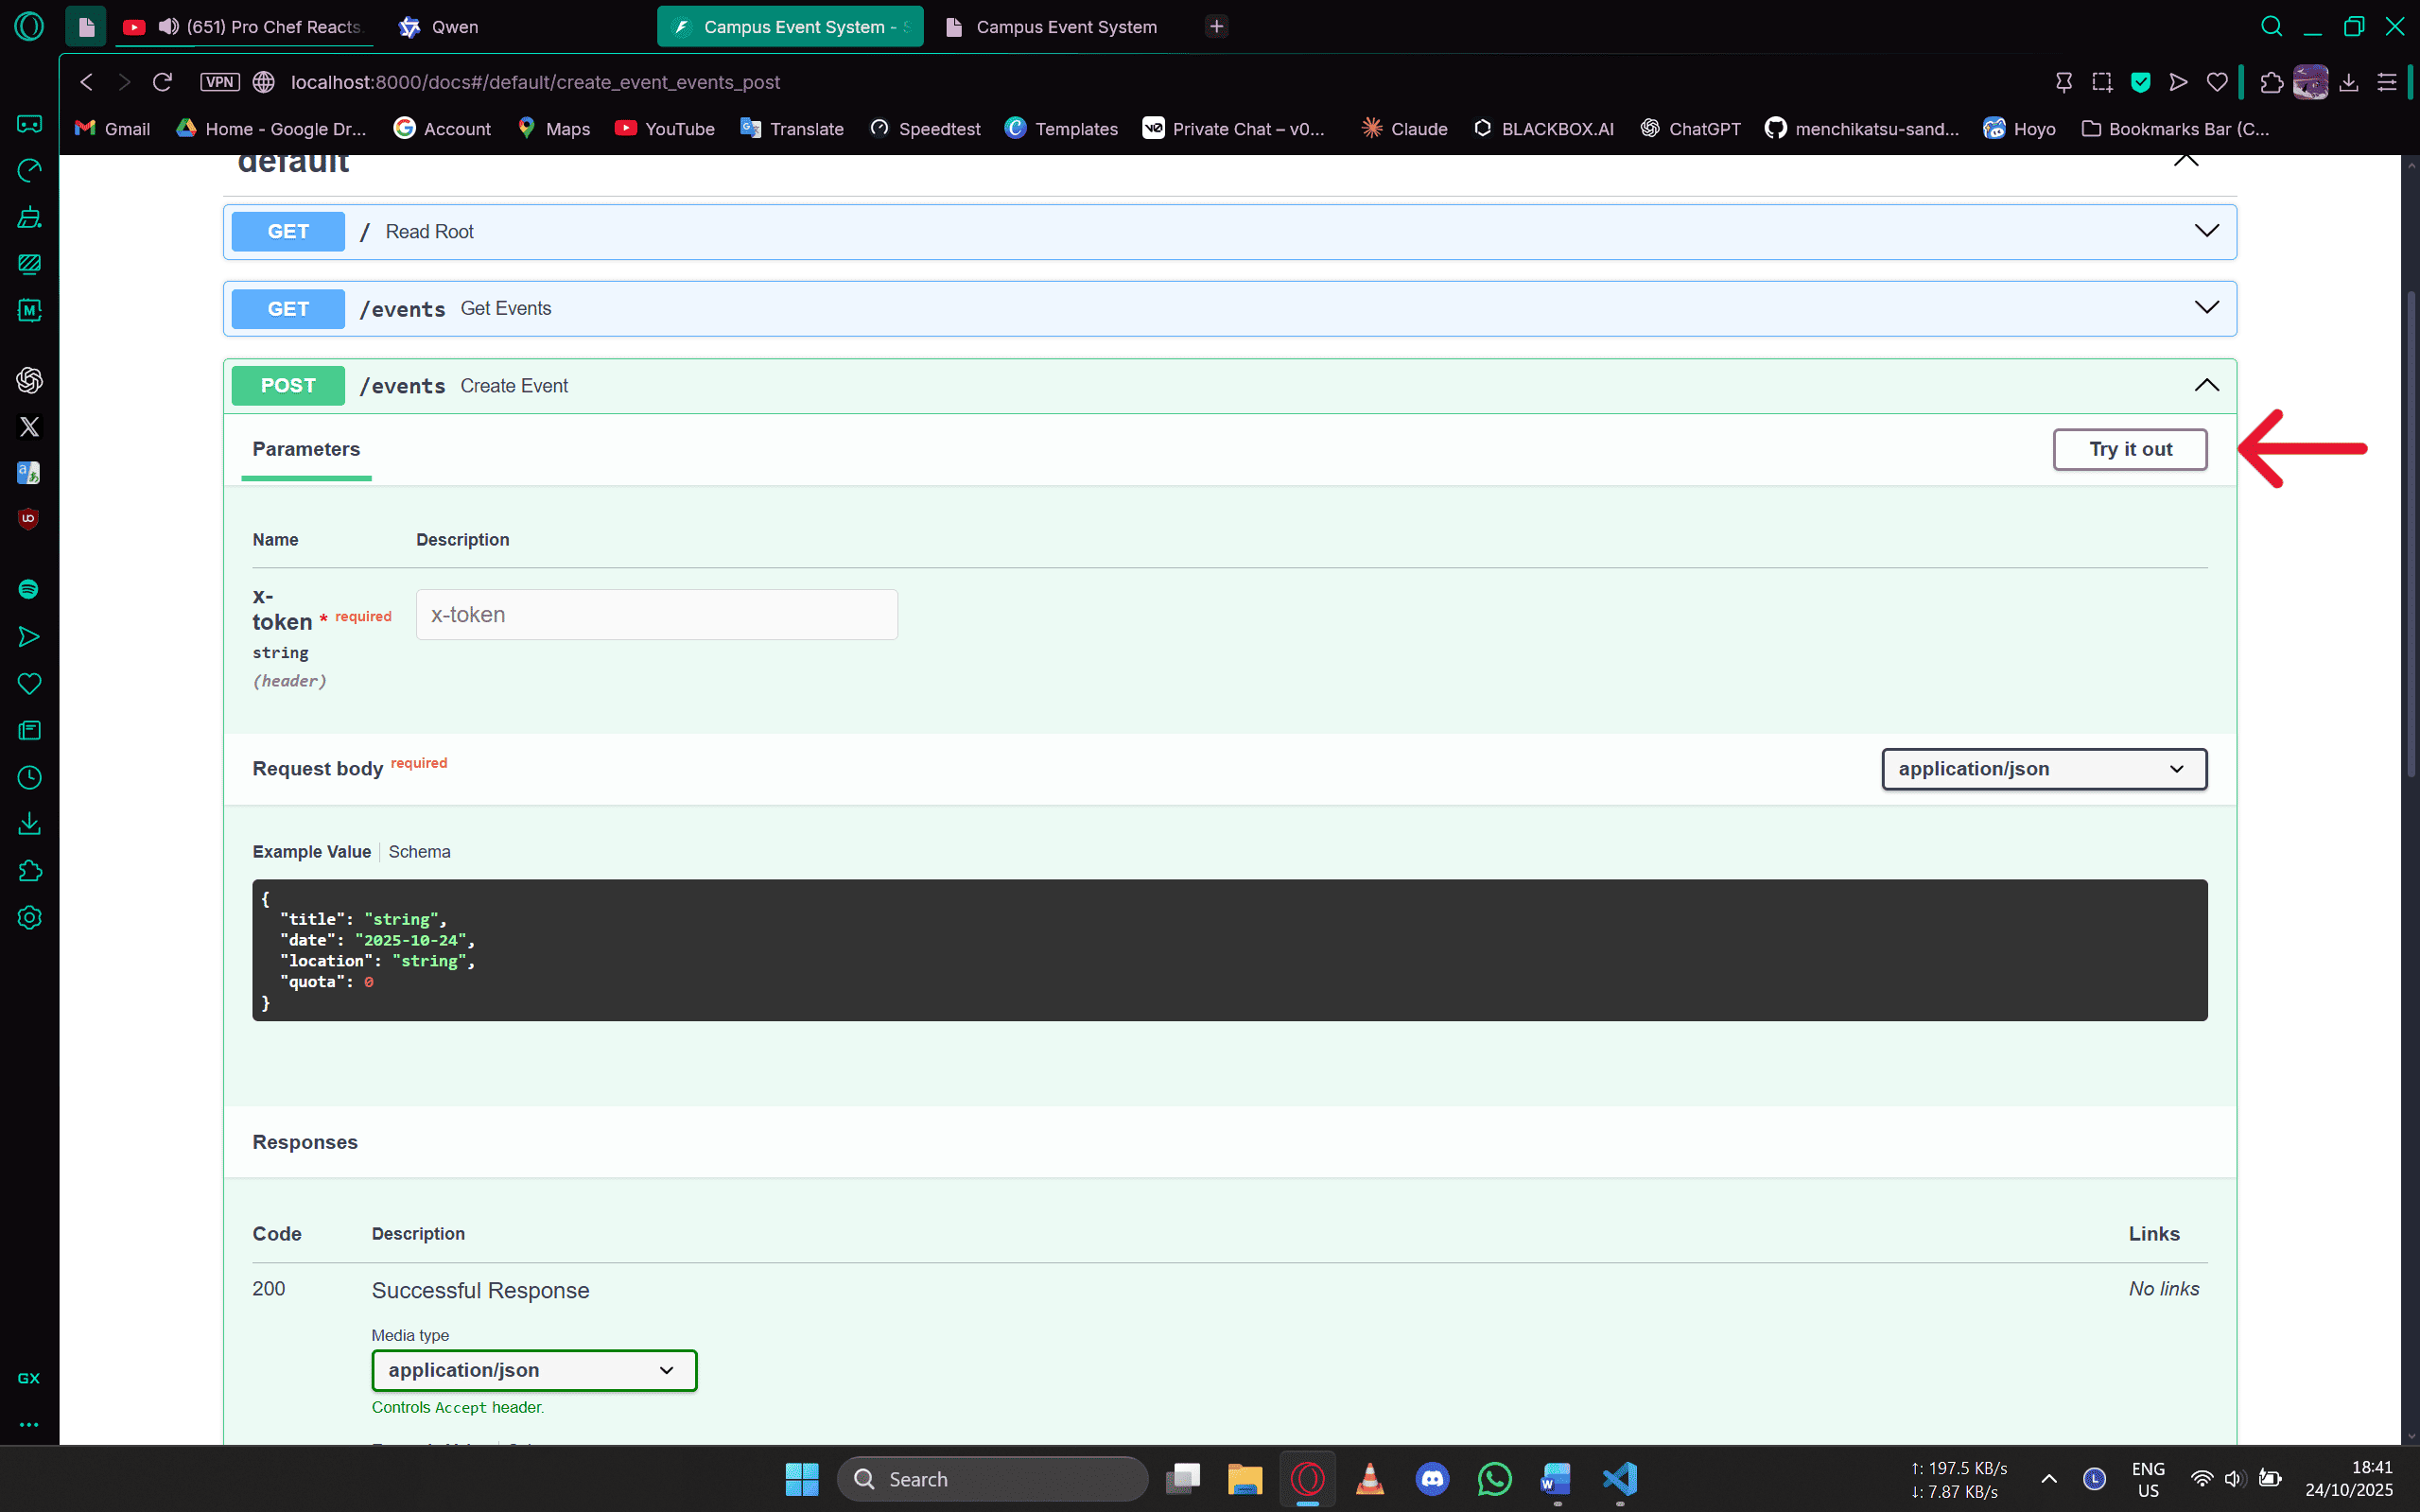 (651) Pro Chef Reacts.
Qwen
Campus Event System - S
Campus Event System
VPN
localhost:8000/docs#/default/create_event_events_post
Gmail
Home - Google Dr...
Account
Maps
YouTube
Translate
Speedtest
Templates
Private Chat – v0...
Claude
BLACKBOX.AI
ChatGPT
menchikatsu-sand...
Hoyo
Bookmarks Bar (C...
default
GET / Read Root
GET /events Get Events
POST /events Create Event
Parameters
Try it out
Name Description
x-
token * required
string
(header)
x-token
Request body required
application/json
Example Value Schema
{
"title": "string",
"date": "2025-10-24",
"location": "string",
"quota": 0
}
Responses
Code Description Links
200 Successful Response No links
Media type
application/json
Controls Accept header.
GX
Search
↑: 197.5 KB/s
↓: 7.87 KB/s
ENG
US
18:41
24/10/2025